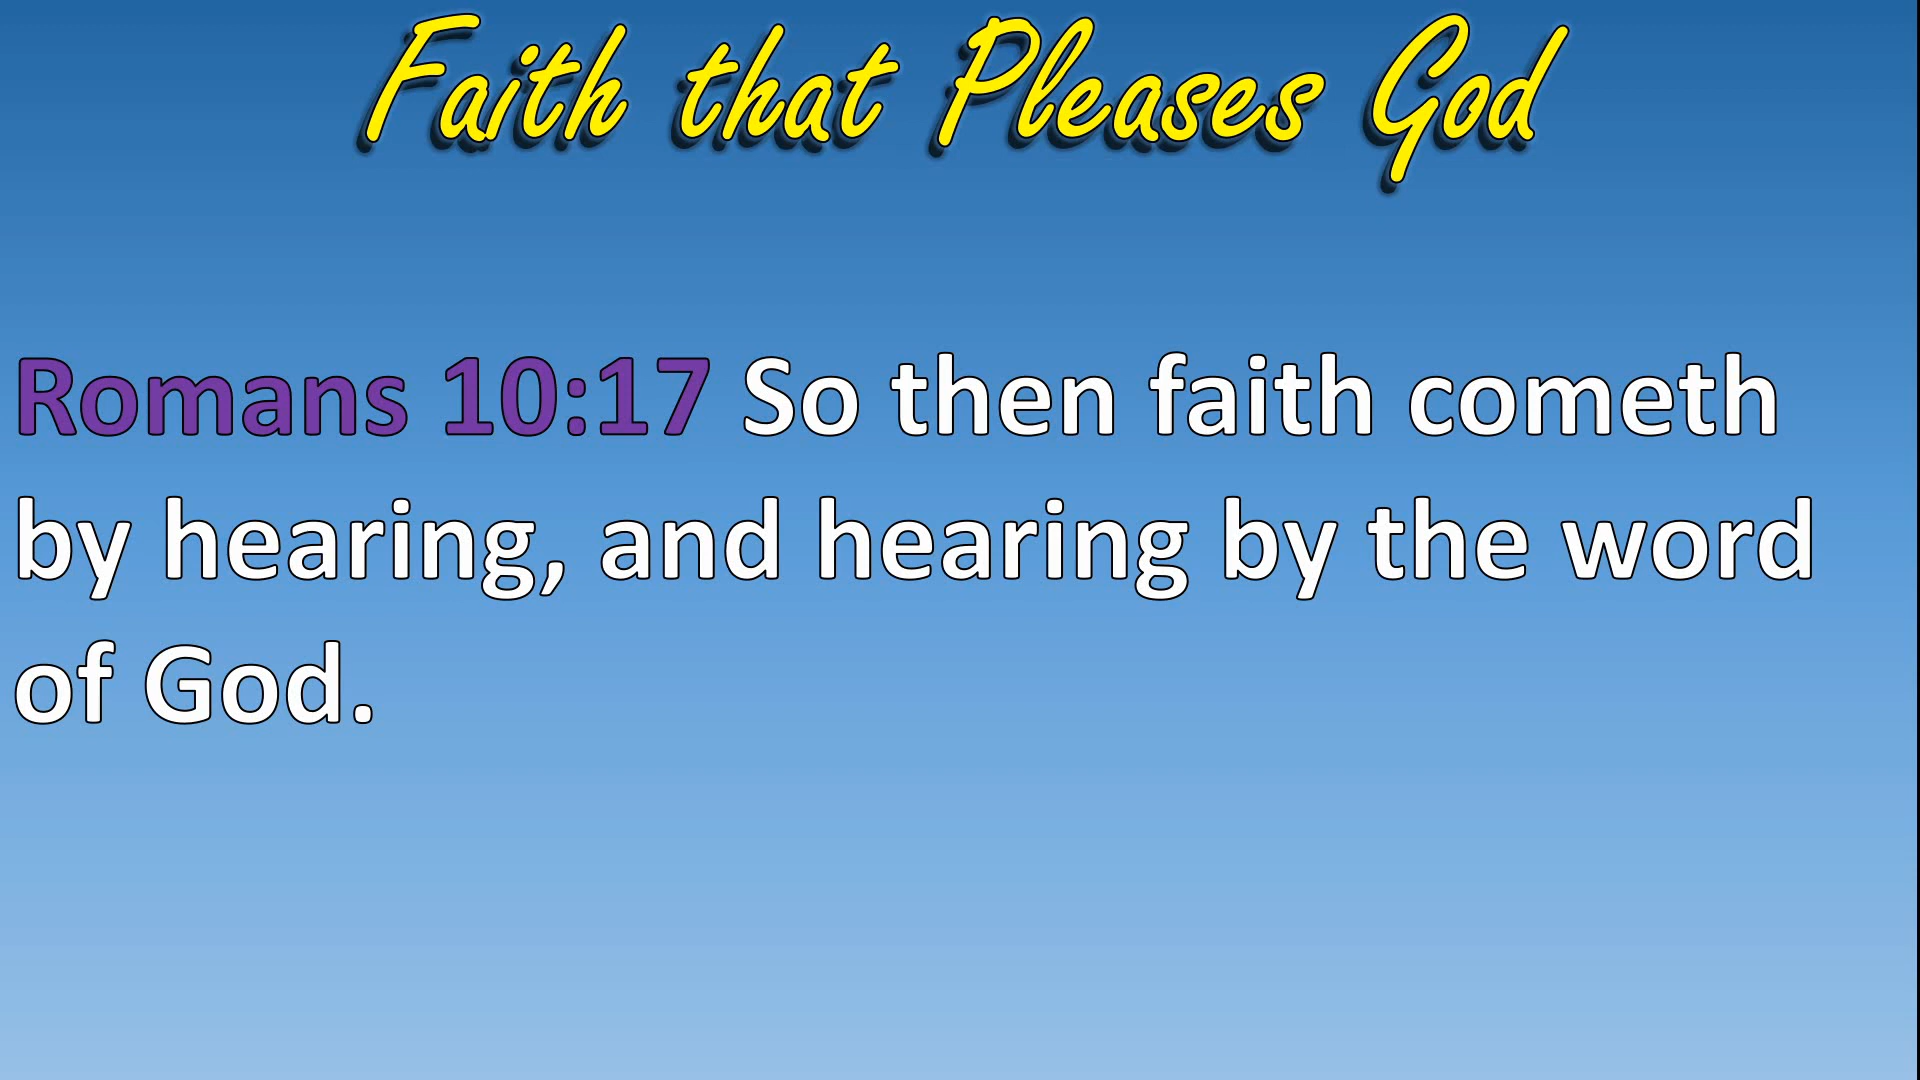 Faith that Pleases God
Romans 10:17 So then faith cometh
by hearing, and hearing by the word
of God.